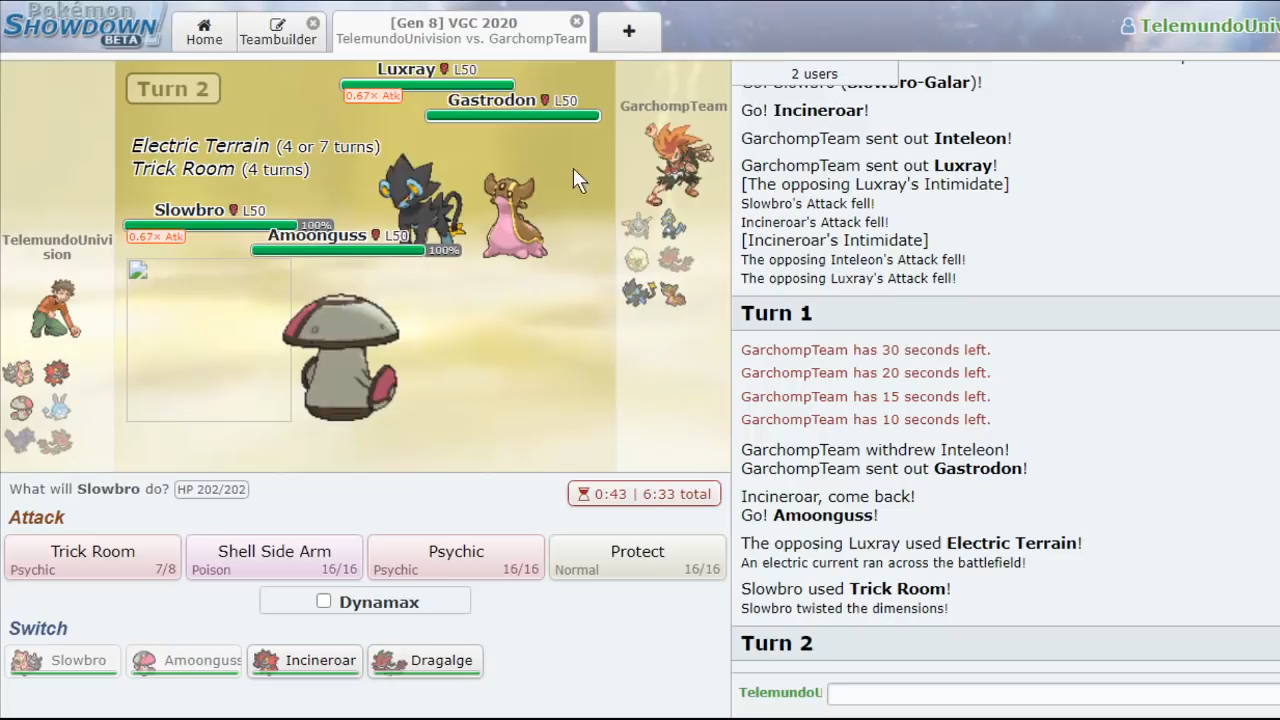 Pokémon
SHOWDOWN
BETA
Home
Teambuilder
[Gen 8] VGC 2020
TelemundoUnivision vs. GarchompTeam
+
TelemundoUniv
Turn 2
Luxray L50
0.67× Atk
Gastrodon L50
Electric Terrain (4 or 7 turns)
Trick Room (4 turns)
Slowbro L50
100%
0.67× Atk
Amoonguss L50
100%
TelemundoUnivi
sion
GarchompTeam
What will Slowbro do? HP 202/202
0:43 | 6:33 total
Attack
Trick Room
Psychic 7/8
Shell Side Arm
Poison 16/16
Psychic
Psychic 16/16
Protect
Normal 16/16
Dynamax
Switch
Slowbro
Amoonguss
Incineroar
Dragalge
2 users
Go! Slowbro (Slowbro-Galar)!
Go! Incineroar!
GarchompTeam sent out Inteleon!
GarchompTeam sent out Luxray!
[The opposing Luxray's Intimidate]
Slowbro's Attack fell!
Incineroar's Attack fell!
[Incineroar's Intimidate]
The opposing Inteleon's Attack fell!
The opposing Luxray's Attack fell!
Turn 1
GarchompTeam has 30 seconds left.
GarchompTeam has 20 seconds left.
GarchompTeam has 15 seconds left.
GarchompTeam has 10 seconds left.
GarchompTeam withdrew Inteleon!
GarchompTeam sent out Gastrodon!
Incineroar, come back!
Go! Amoonguss!
The opposing Luxray used Electric Terrain!
An electric current ran across the battlefield!
Slowbro used Trick Room!
Slowbro twisted the dimensions!
Turn 2
TelemundoU